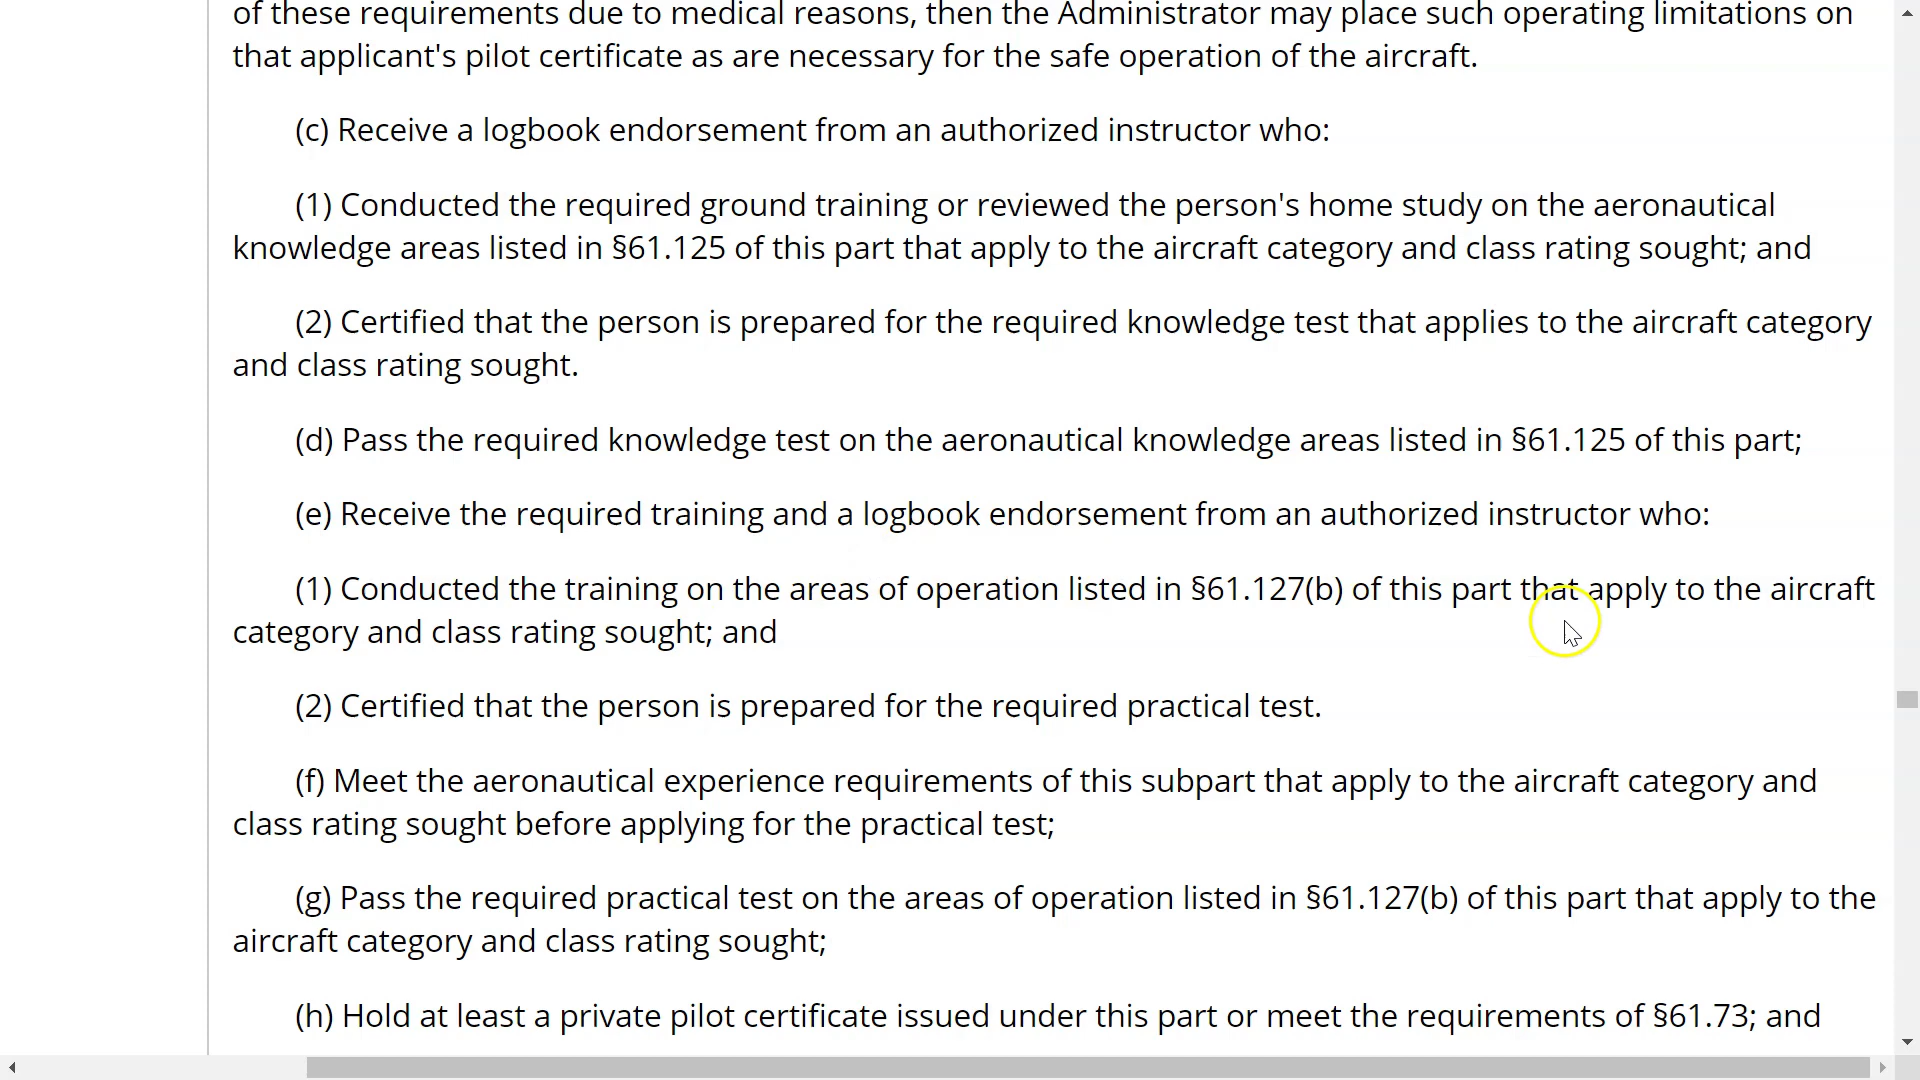 of these requirements due to medical reasons, then the Administrator may place such operating limitations on
that applicant's pilot certificate as are necessary for the safe operation of the aircraft.
(c) Receive a logbook endorsement from an authorized instructor who:
(1) Conducted the required ground training or reviewed the person's home study on the aeronautical
knowledge areas listed in §61.125 of this part that apply to the aircraft category and class rating sought; and
(2) Certified that the person is prepared for the required knowledge test that applies to the aircraft category
and class rating sought.
(d) Pass the required knowledge test on the aeronautical knowledge areas listed in §61.125 of this part;
(e) Receive the required training and a logbook endorsement from an authorized instructor who:
(1) Conducted the training on the areas of operation listed in §61.127(b) of this part that apply to the aircraft
category and class rating sought; and
(2) Certified that the person is prepared for the required practical test.
(f) Meet the aeronautical experience requirements of this subpart that apply to the aircraft category and
class rating sought before applying for the practical test;
(g) Pass the required practical test on the areas of operation listed in §61.127(b) of this part that apply to the
aircraft category and class rating sought;
(h) Hold at least a private pilot certificate issued under this part or meet the requirements of §61.73; and